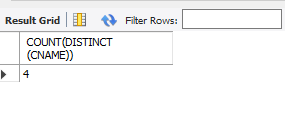 Result Grid Filter Rows:
COUNT(DISTINCT
(CNAME))
4